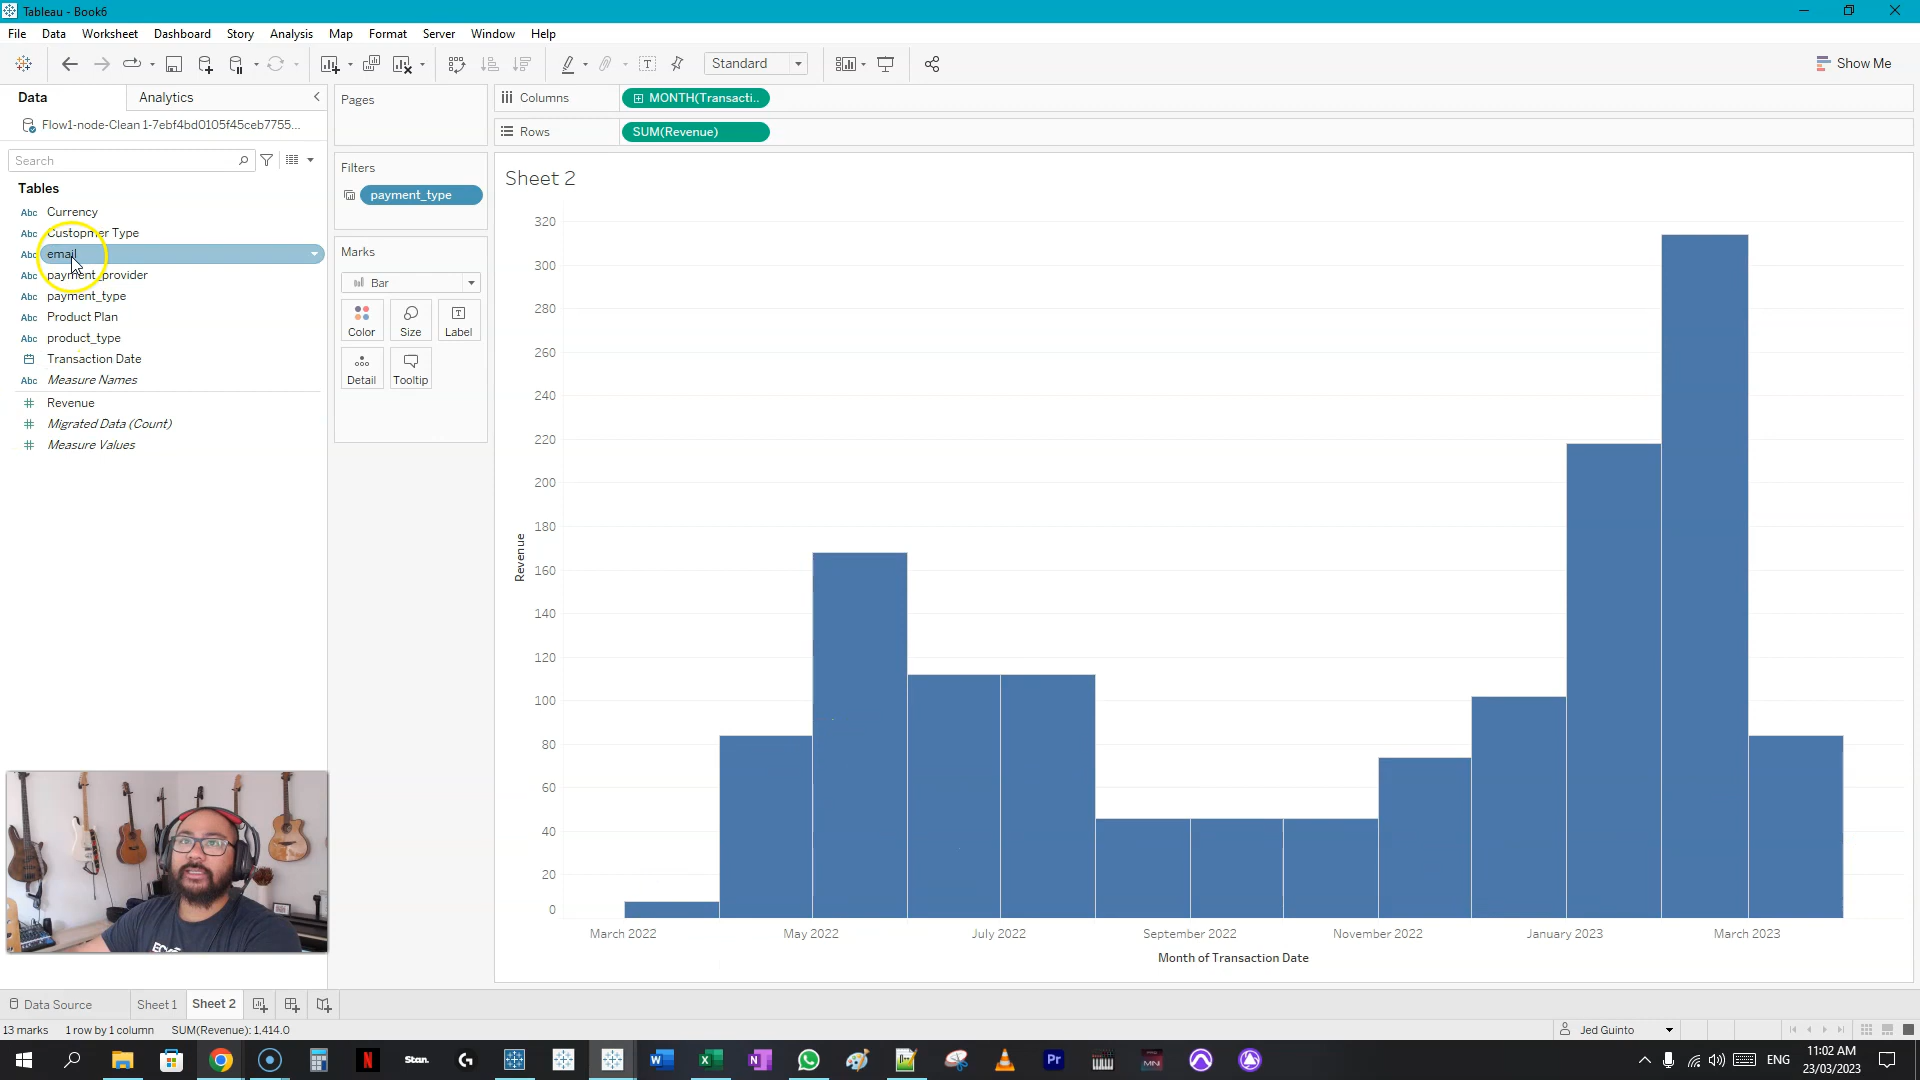 Tableau - Book6
File Data Worksheet Dashboard Story Analysis Map Format Server Window Help
Standard
Show Me
Data
Analytics
Flow1-node-Clean 1-7ebf4bd0105f45ceb7755...
Search
Tables
Abc Currency
Abc Custopmer Type
Abc email
Abc payment_provider
Abc payment_type
Abc Product Plan
Abc product_type
Transaction Date
Abc Measure Names
Revenue
Migrated Data (Count)
Measure Values
Pages
Filters
payment_type
Marks
Bar
Color Size Label
Detail Tooltip
Columns
MONTH(Transacti..
Rows
SUM(Revenue)
Sheet 2
320
300
280
260
240
220
200
180
160
140
120
100
80
60
40
20
0
Revenue
March 2022 May 2022 July 2022 September 2022 November 2022 January 2023 March 2023
Month of Transaction Date
Data Source Sheet 1 Sheet 2
13 marks 1 row by 1 column SUM(Revenue): 1,414.0
Jed Guinto
Stan.
Pr
ENG
11:02 AM
23/03/2023